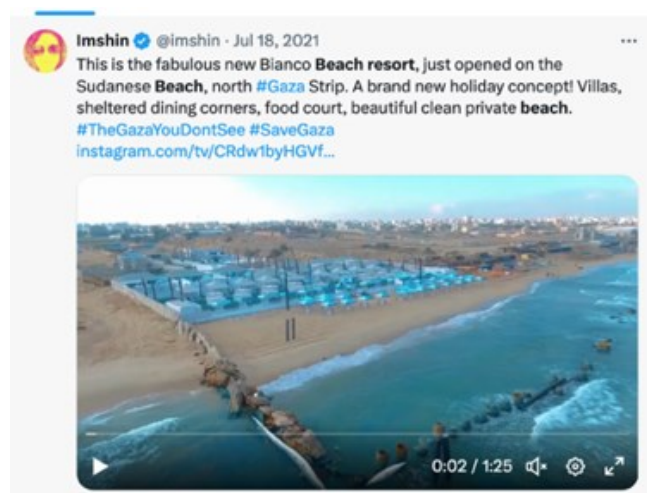 Imshin @imshin · Jul 18, 2021
This is the fabulous new Bianco Beach resort, just opened on the
Sudanese Beach, north #Gaza Strip. A brand new holiday concept! Villas,
sheltered dining corners, food court, beautiful clean private beach.
#TheGazaYouDontSee #SaveGaza
instagram.com/tv/CRdw1byHGVf...
0:02 / 1:25